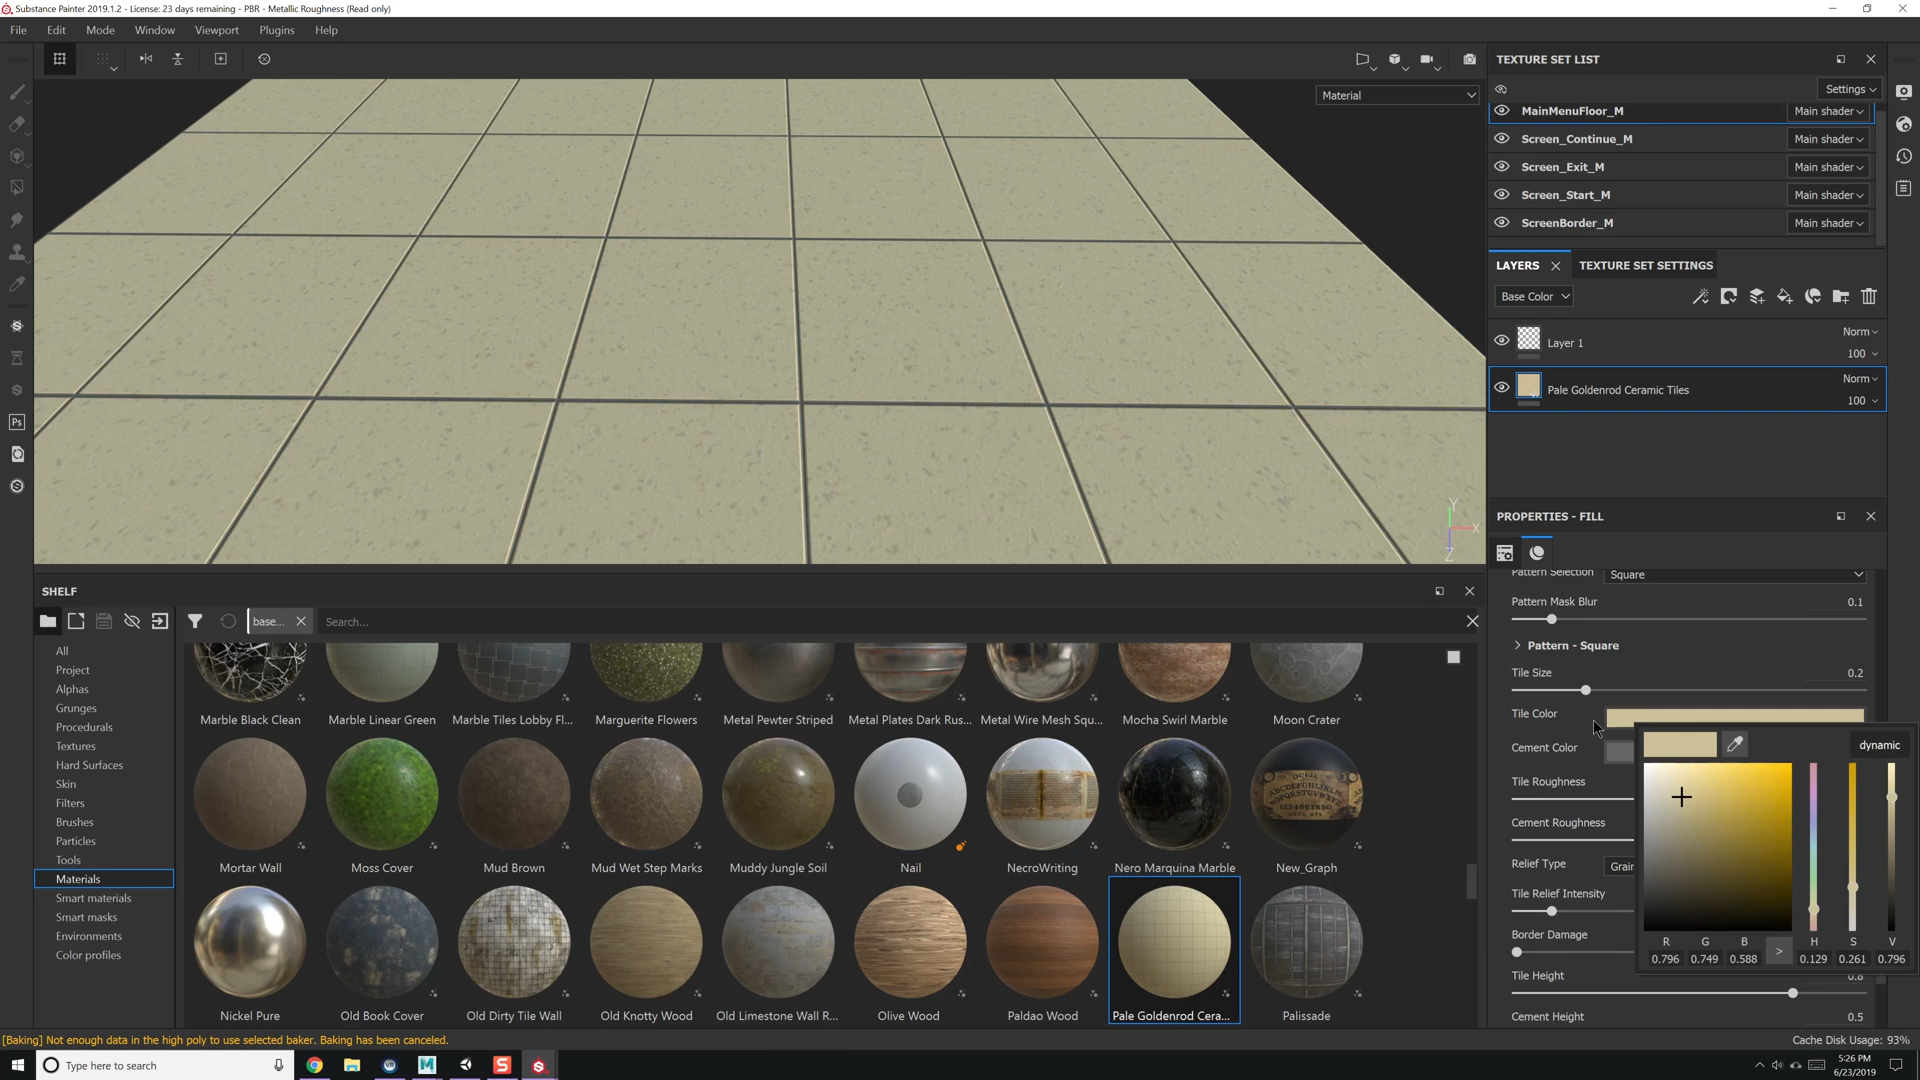 Substance Painter 2019.1.2 - License: 23 days remaining - PBR - Metallic Roughness (Read only)
File Edit Mode Window Viewport Plugins Help
Material
Y
X
Z
TEXTURE SET LIST
Settings
MainMenuFloor_M Main shader
Screen_Continue_M Main shader
Screen_Exit_M Main shader
Screen_Start_M Main shader
ScreenBorder_M Main shader
LAYERS TEXTURE SET SETTINGS
Base Color
Norm
Layer 1
100
Norm
Pale Goldenrod Ceramic Tiles
100
PROPERTIES - FILL
Pattern Selection Square
Pattern Mask Blur 0.1
Pattern - Square
Tile Size 0.2
Tile Color
Cement Color
Tile Roughness
Cement Roughness
Relief Type Grain
Tile Relief Intensity
Border Damage
Tile Height 0.8
Cement Height 0.5
dynamic
R G B > H S V
0.796 0.749 0.588 0.129 0.261 0.796
Ps
SHELF
base... Search...
All
Project
Alphas
Grunges
Procedurals
Textures
Hard Surfaces
Skin
Filters
Brushes
Particles
Tools
Materials
Smart materials
Smart masks
Environments
Color profiles
Marble Black Clean Marble Linear Green Marble Tiles Lobby Fl... Marguerite Flowers Metal Pewter Striped Metal Plates Dark Rus... Metal Wire Mesh Squ... Mocha Swirl Marble Moon Crater
Mortar Wall Moss Cover Mud Brown Mud Wet Step Marks Muddy Jungle Soil Nail NecroWriting Nero Marquina Marble New_Graph
Nickel Pure Old Book Cover Old Dirty Tile Wall Old Knotty Wood Old Limestone Wall R... Olive Wood Paldao Wood Pale Goldenrod Cera... Palissade
[Baking] Not enough data in the high poly to use selected baker. Baking has been canceled.
Cache Disk Usage: 93%
Type here to search
5:26 PM
6/23/2019